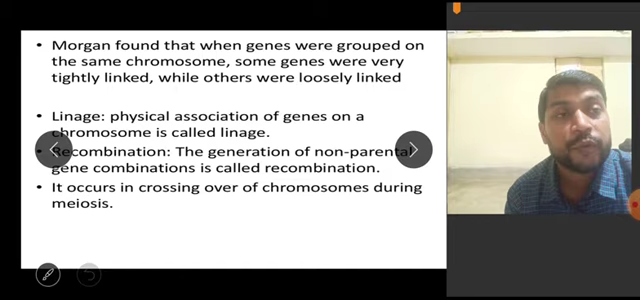 • Morgan found that when genes were grouped on
the same chromosome, some genes were very
tightly linked, while others were loosely linked
• Linage: physical association of genes on a
chromosome is called linage.
• Recombination: The generation of non-parental
gene combinations is called recombination.
• It occurs in crossing over of chromosomes during
meiosis.